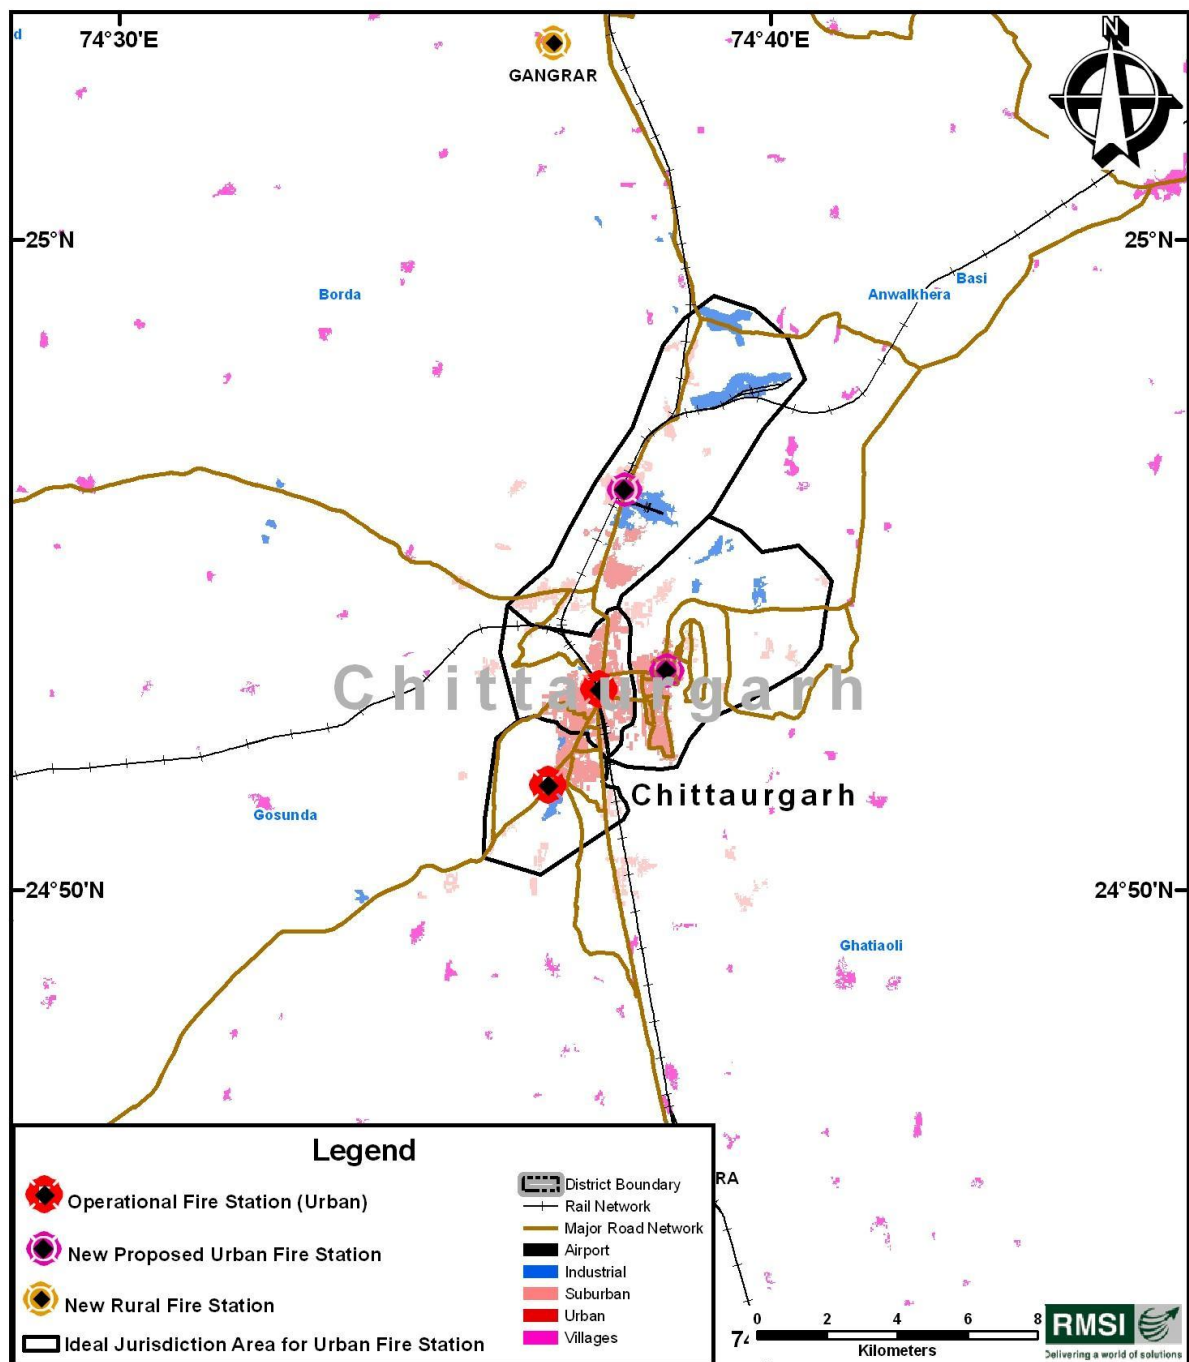 d
74°30'E
74°40'E
N
GANGRAR
25°N
25°N
Borda
Anwalkhera
Basi
Chittaurgarh
Chittaurgarh
Gosunda
24°50'N
24°50'N
Ghatiaoli
RA
Legend
Operational Fire Station (Urban)
New Proposed Urban Fire Station
New Rural Fire Station
Ideal Jurisdiction Area for Urban Fire Station
District Boundary
Rail Network
Major Road Network
Airport
Industrial
Suburban
Urban
Villages
74
0 2 4 6 8
Kilometers
RMSI
Delivering a world of solutions